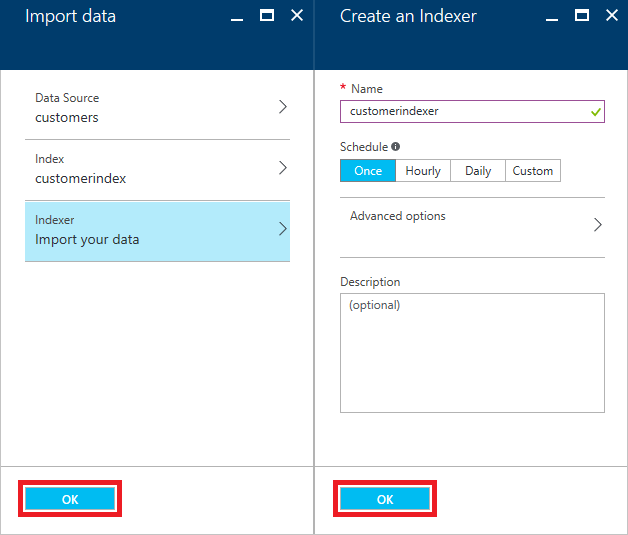 Import data
Data Source
customers
Index
customerindex
Indexer
Import your data
OK
Create an Indexer
* Name
customerindexer
Schedule
Once Hourly Daily Custom
Advanced options
Description
(optional)
OK